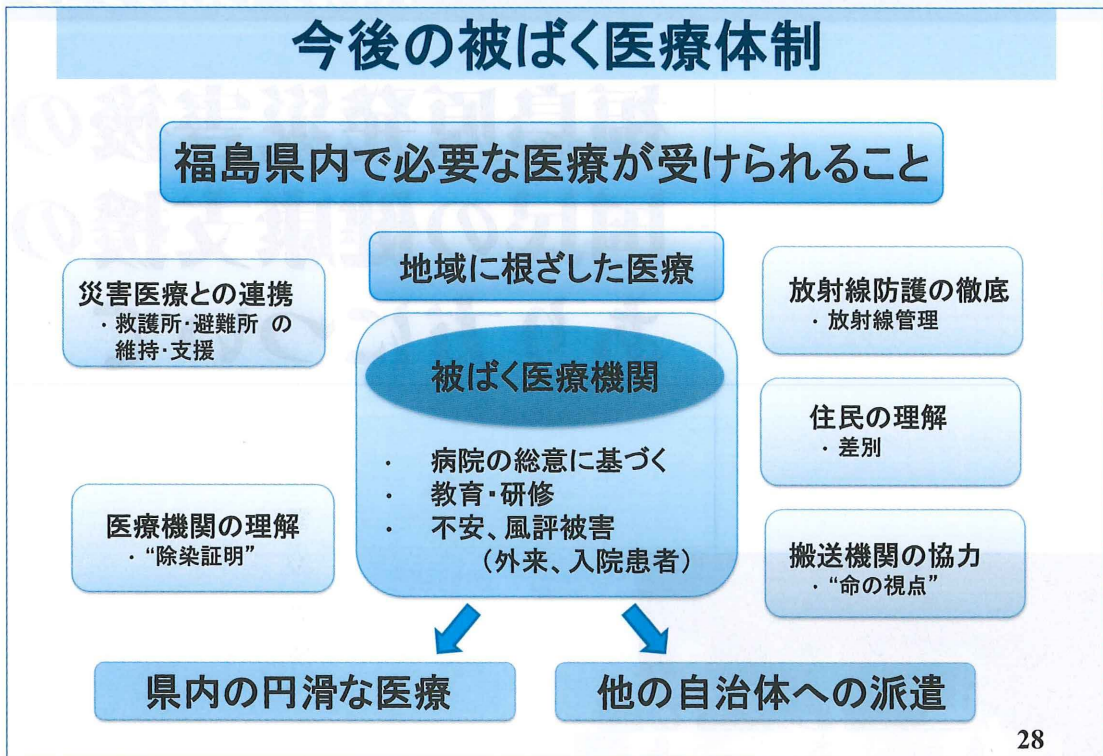 今後の被ばく医療体制
福島県内で必要な医療が受けられること
地域に根ざした医療
災害医療との連携
・救護所・避難所 の
維持・支援
医療機関の理解
・“除染証明”
被ばく医療機関
・ 病院の総意に基づく
・ 教育・研修
・ 不安、風評被害
（外来、入院患者）
放射線防護の徹底
・放射線管理
住民の理解
・差別
搬送機関の協力
・“命の視点”
県内の円滑な医療
他の自治体への派遣
28